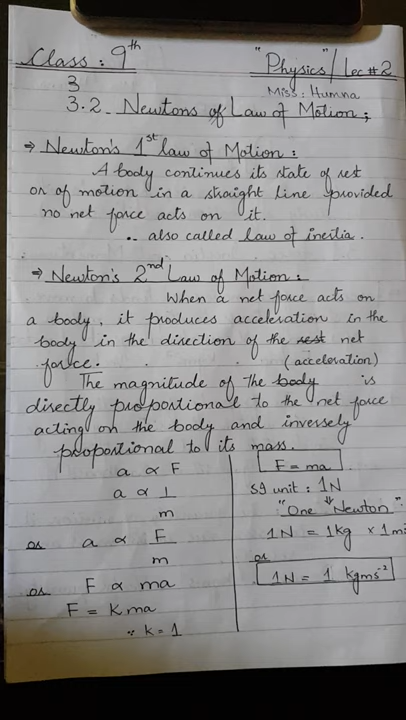 Class : 9th
"Physics" / Lec # 2
3
Miss : Humna
3.2. Newtons of Law of Motion ;
⇒ Newton's 1st law of Motion :
A body continues its state of rest
or of motion in a straight line provided
no net force acts on it.
∴ also called law of inertia.
⇒ Newton's 2nd Law of Motion :
When a net force acts on
a body, it produces acceleration in the
body in the direction of the rest net
force.
(acceleration)
The magnitude of the body is
directly proportional to the net force
acting on the body and inversely
proportional to its mass.
a ∝ F
a ∝ 1
m
or a ∝ F
m
or F ∝ ma
F = K ma
∵ k = 1
F = ma
SI unit : 1N
⇓
"One Newton".
1N = 1kg × 1m
or
1N = 1 kgms⁻²